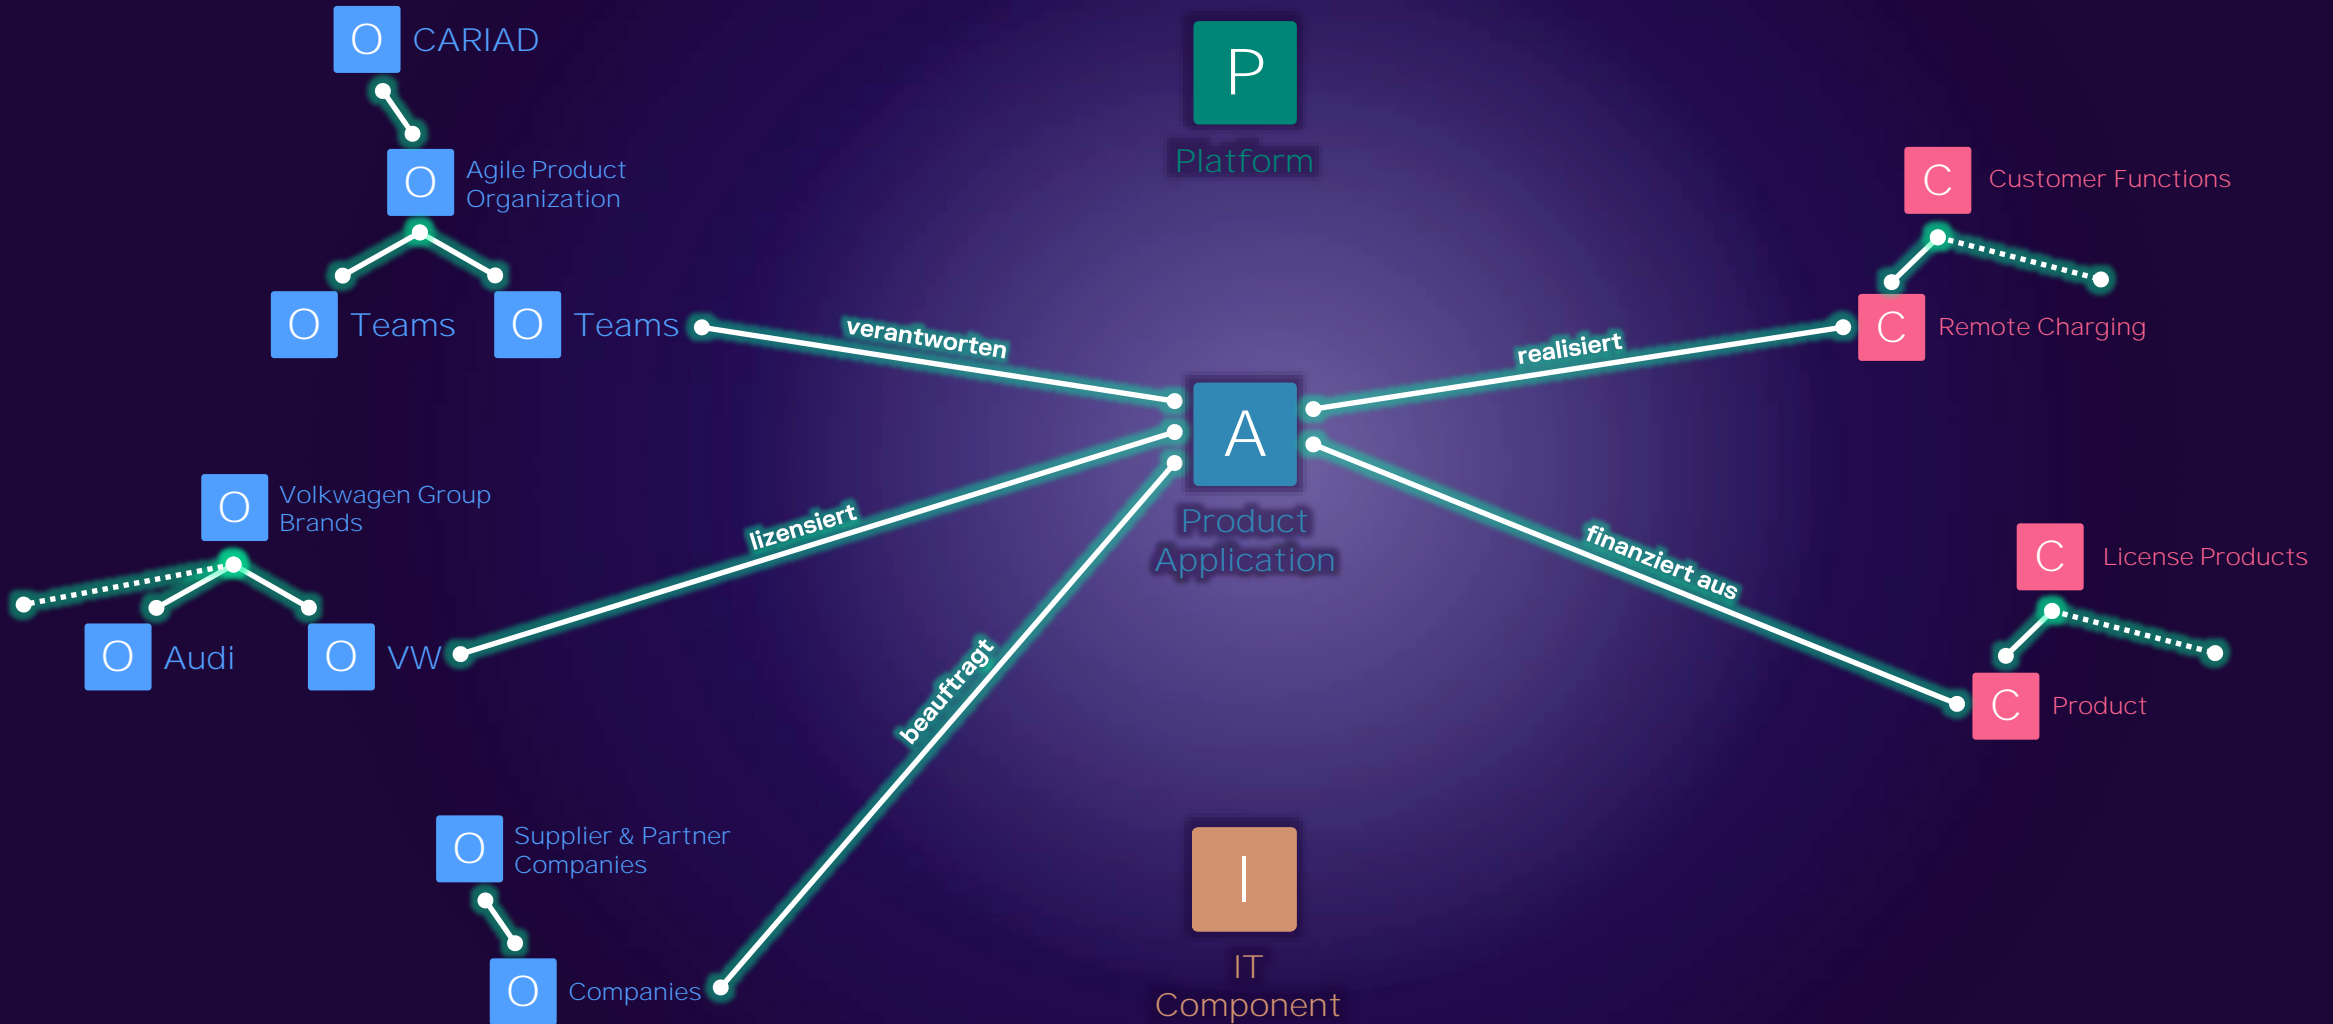 O CARIAD
O Agile Product
Organization
O Teams
O Teams
verantworten
P
Platform
C Customer Functions
C Remote Charging
realisiert
A
Product
Application
O Volkwagen Group
Brands
O Audi
O VW
lizensiert
finanziert aus
C License Products
C Product
beauftragt
O Supplier & Partner
Companies
O Companies
I
IT
Component